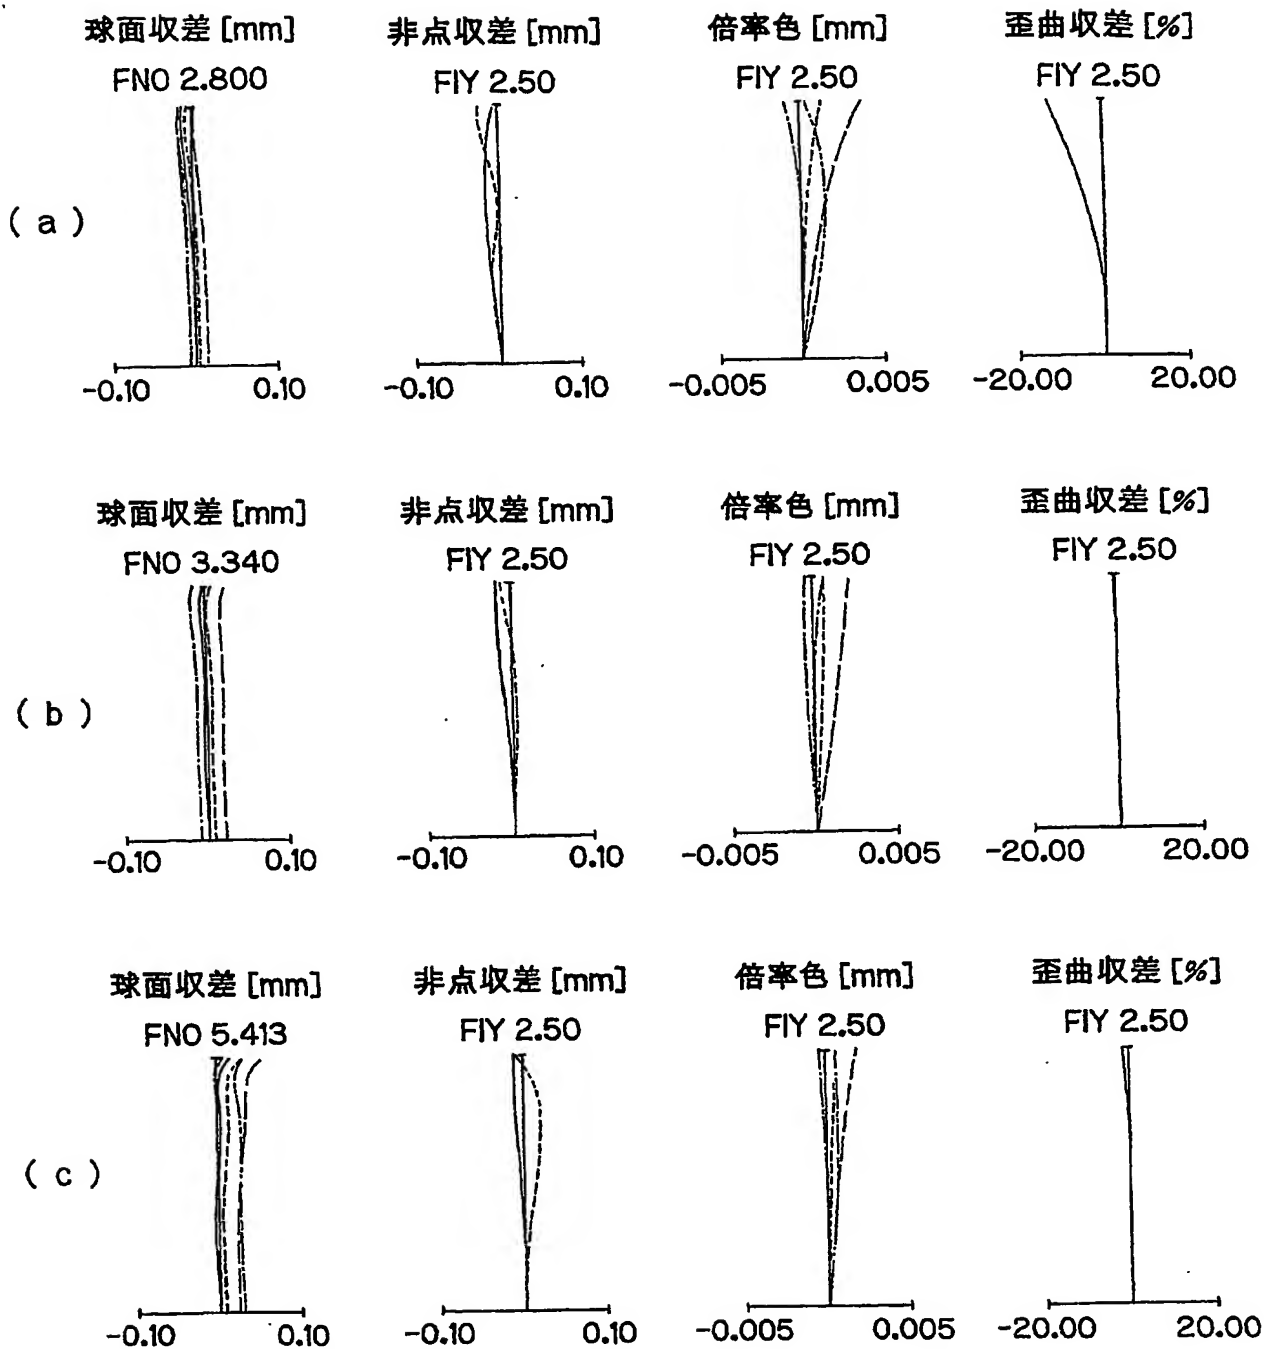 球面収差 [mm] 非点収差 [mm] 倍率色 [mm] 歪曲収差 [%]
FNO 2.800 FIY 2.50 FIY 2.50 FIY 2.50
( a )
-0.10 0.10 -0.10 0.10 -0.005 0.005 -20.00 20.00
球面収差 [mm] 非点収差 [mm] 倍率色 [mm] 歪曲収差 [%]
FNO 3.340 FIY 2.50 FIY 2.50 FIY 2.50
( b )
-0.10 0.10 -0.10 0.10 -0.005 0.005 -20.00 20.00
球面収差 [mm] 非点収差 [mm] 倍率色 [mm] 歪曲収差 [%]
FNO 5.413 FIY 2.50 FIY 2.50 FIY 2.50
( c )
-0.10 0.10 -0.10 0.10 -0.005 0.005 -20.00 20.00